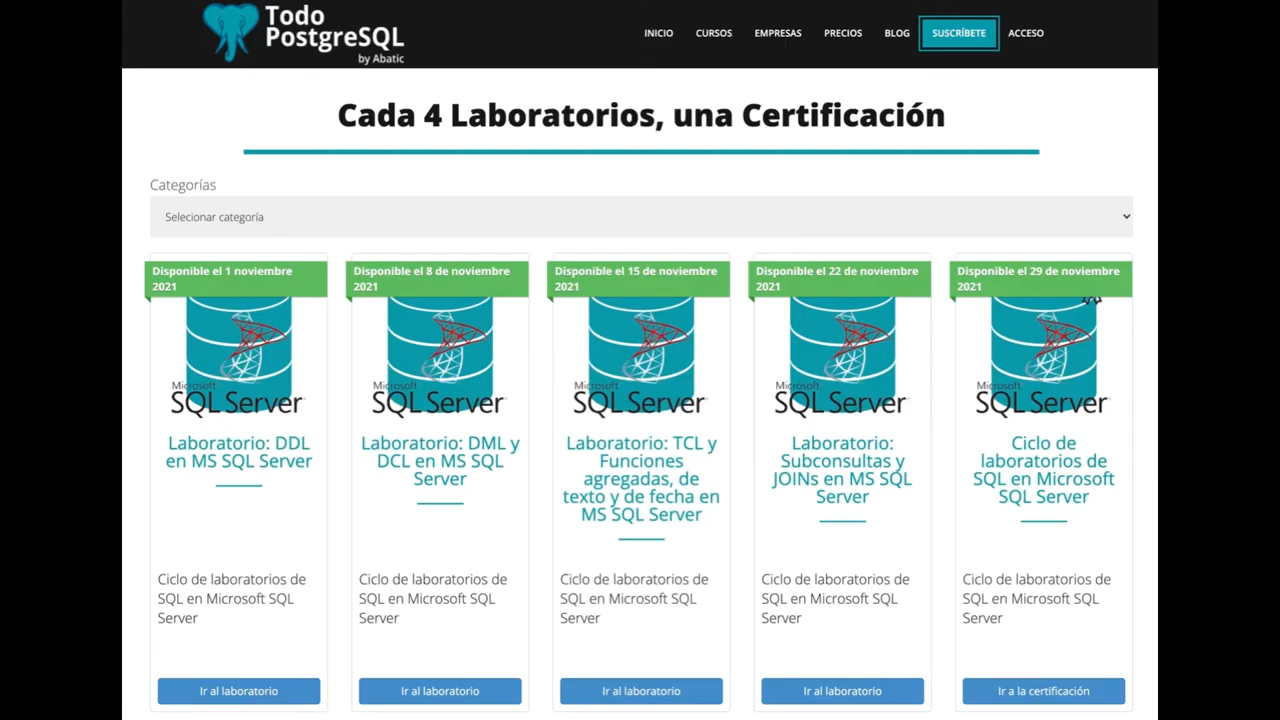 Todo
PostgreSQL
by Abatic
INICIO
CURSOS
EMPRESAS
PRECIOS
BLOG
SUSCRÍBETE
ACCESO
Cada 4 Laboratorios, una Certificación
Categorías
Selecionar categoría
Disponible el 1 noviembre
2021
Microsoft
SQL Server
Laboratorio: DDL
en MS SQL Server
Ciclo de laboratorios de
SQL en Microsoft SQL
Server
Ir al laboratorio
Disponible el 8 de noviembre
2021
Microsoft
SQL Server
Laboratorio: DML y
DCL en MS SQL
Server
Ciclo de laboratorios de
SQL en Microsoft SQL
Server
Ir al laboratorio
Disponible el 15 de noviembre
2021
Microsoft
SQL Server
Laboratorio: TCL y
Funciones
agregadas, de
texto y de fecha en
MS SQL Server
Ciclo de laboratorios de
SQL en Microsoft SQL
Server
Ir al laboratorio
Disponible el 22 de noviembre
2021
Microsoft
SQL Server
Laboratorio:
Subconsultas y
JOINs en MS SQL
Server
Ciclo de laboratorios de
SQL en Microsoft SQL
Server
Ir al laboratorio
Disponible el 29 de noviembre
2021
Microsoft
SQL Server
Ciclo de
laboratorios de
SQL en Microsoft
SQL Server
Ciclo de laboratorios de
SQL en Microsoft SQL
Server
Ir a la certificación